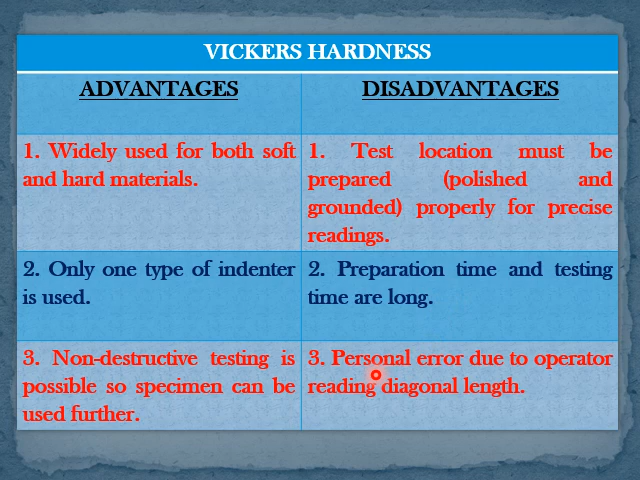 VICKERS HARDNESS
ADVANTAGES
DISADVANTAGES
1. Widely used for both soft
and hard materials.
1. Test location must be
prepared (polished and
grounded) properly for precise
readings.
2. Only one type of indenter
is used.
2. Preparation time and testing
time are long.
3. Non-destructive testing is
possible so specimen can be
used further.
3. Personal error due to operator
reading diagonal length.